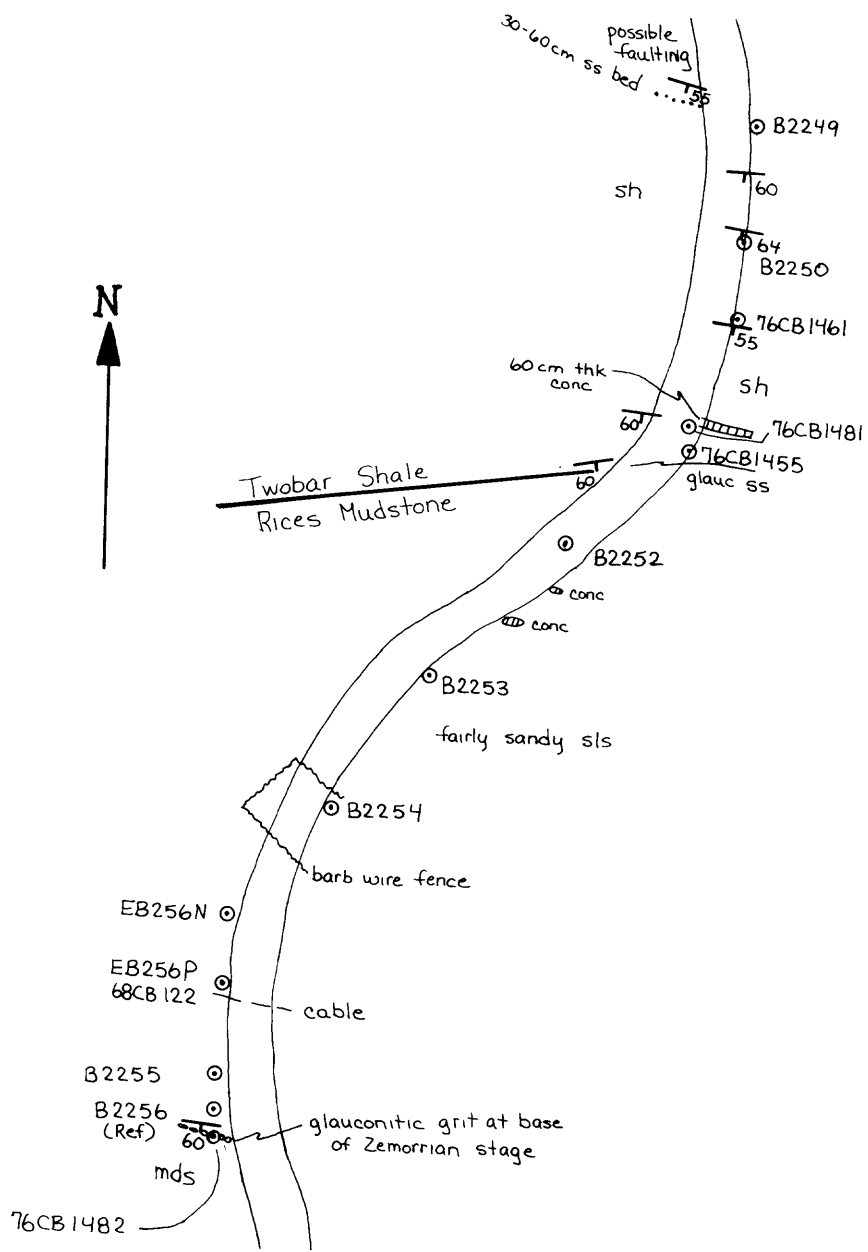 30-60cm ss bed
possible
faulting
55
B2249
60
sh
64
B2250
N
76CB1461
55
60cm thk
conc
sh
60
76CB1481
76CB1455
glauc ss
60
Twobar Shale
Rices Mudstone
B2252
conc
conc
B2253
fairly sandy sls
B2254
barb wire fence
EB256N
EB256P
68CB122
cable
B2255
B2256
(Ref)
60
glauconitic grit at base
of Zemorrian stage
mds
76CB1482